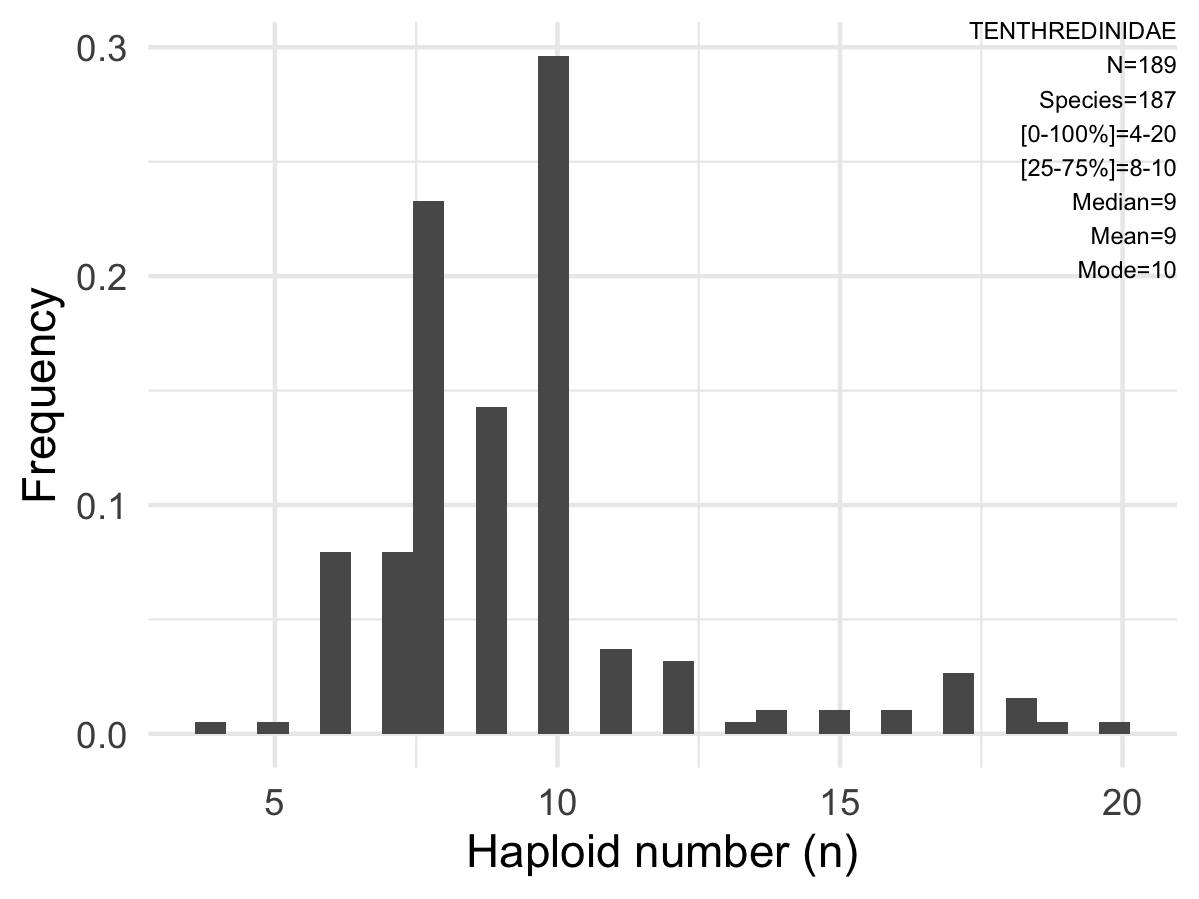 TENTHREDINIDAE
N=189
Species=187
[0-100%]=4-20
[25-75%]=8-10
Median=9
Mean=9
Mode=10
0.3
0.2
0.1
0.0
Frequency
5 10 15 20
Haploid number (n)